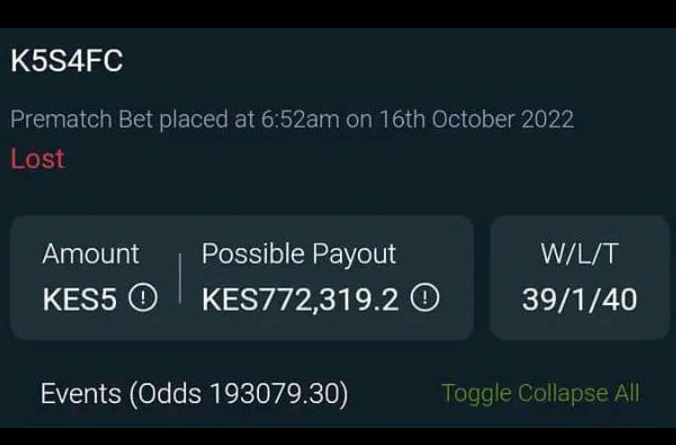 K5S4FC
Prematch Bet placed at 6:52am on 16th October 2022
Lost
Amount
KES5
Possible Payout
KES772,319.2
W/L/T
39/1/40
Events (Odds 193079.30)
Toggle Collapse All